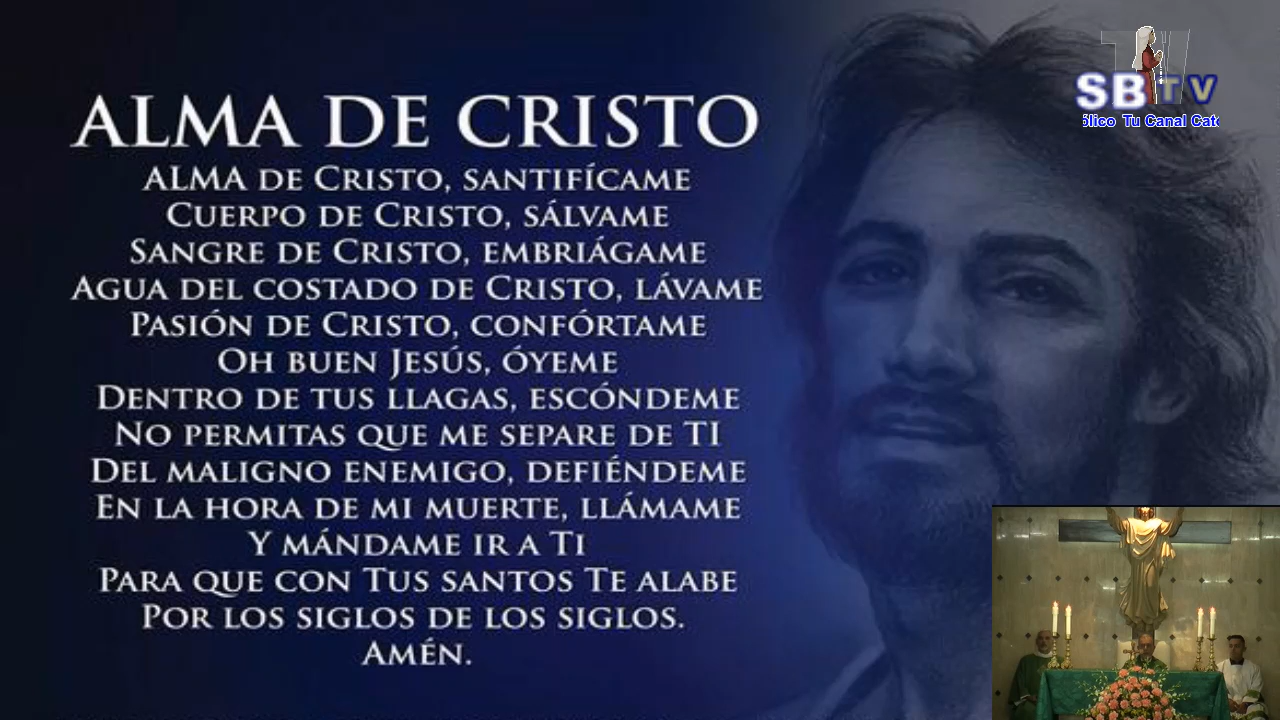 ALMA DE CRISTO
ALMA DE CRISTO, SANTIFÍCAME
CUERPO DE CRISTO, SÁLVAME
SANGRE DE CRISTO, EMBRIÁGAME
AGUA DEL COSTADO DE CRISTO, LÁVAME
PASIÓN DE CRISTO, CONFÓRTAME
OH BUEN JESÚS, ÓYEME
DENTRO DE TUS LLAGAS, ESCÓNDEME
NO PERMITAS QUE ME SEPARE DE TI
DEL MALIGNO ENEMIGO, DEFIÉNDEME
EN LA HORA DE MI MUERTE, LLÁMAME
Y MÁNDAME IR A TI
PARA QUE CON TUS SANTOS TE ALABE
POR LOS SIGLOS DE LOS SIGLOS.
AMÉN.
SBTV
Tu Canal